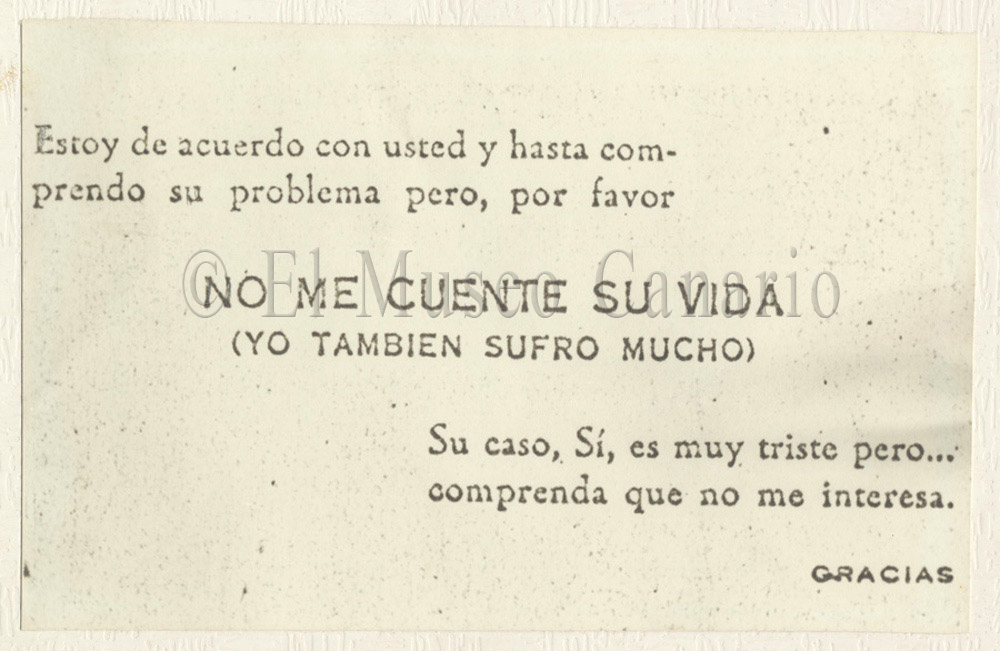 Estoy de acuerdo con usted y hasta com-
prendo su problema pero, por favor
© El Museo Canario
NO ME CUENTE SU VIDA
(YO TAMBIEN SUFRO MUCHO)
Su caso, Sí, es muy triste pero...
comprenda que no me interesa.
GRACIAS